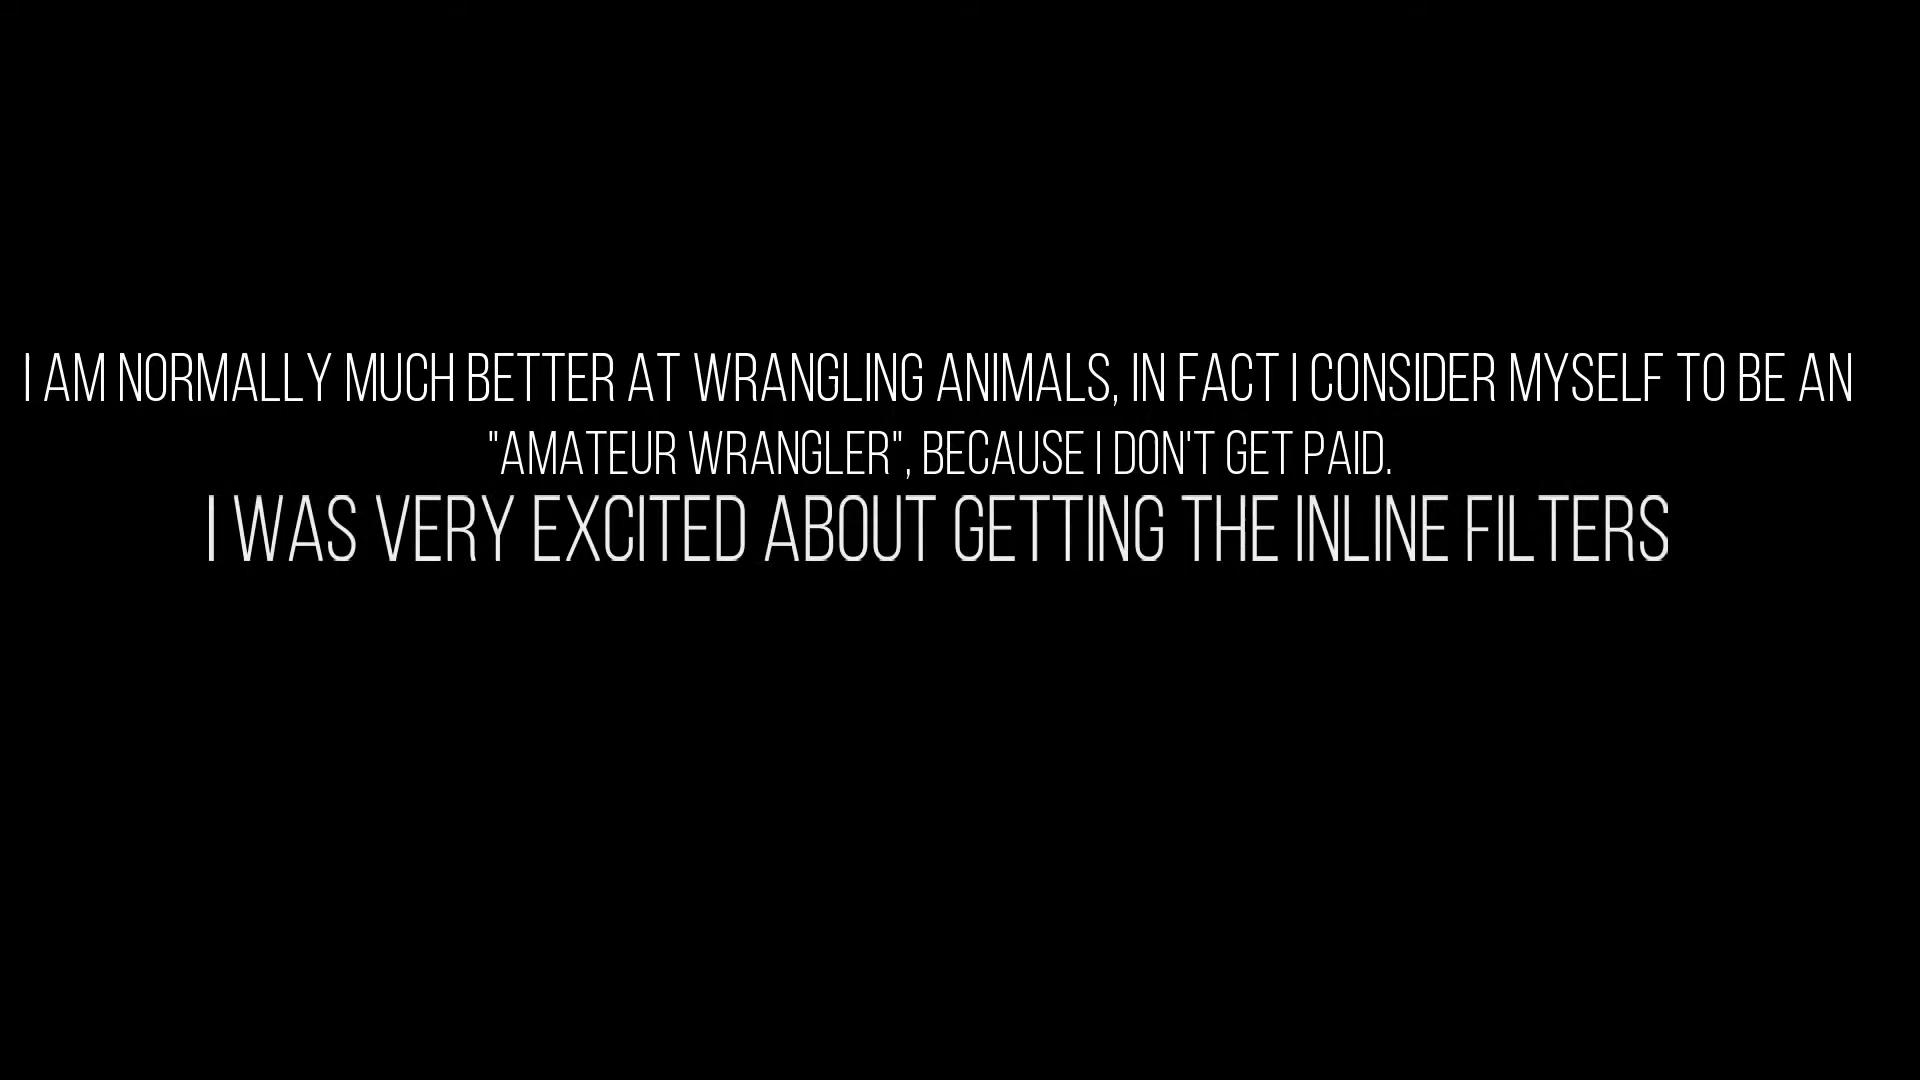 I AM NORMALLY MUCH BETTER AT WRANGLING ANIMALS, IN FACT I CONSIDER MYSELF TO BE AN
"AMATEUR WRANGLER", BECAUSE I DON'T GET PAID.
I WAS VERY EXCITED ABOUT GETTING THE INLINE FILTERS